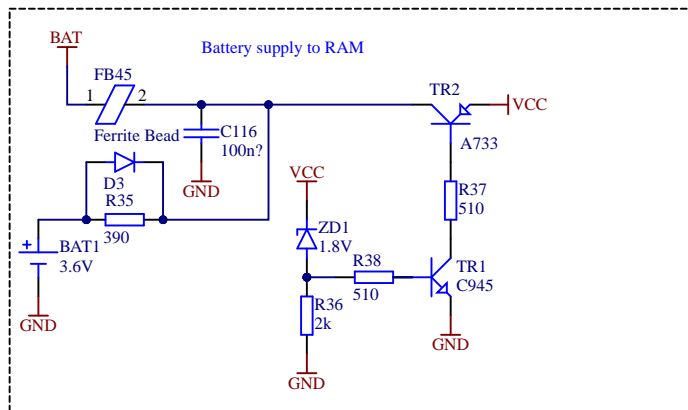 Battery supply to RAM
BAT
FB45
1
2
Ferrite Bead
C116
100n?
GND
D3
R35
390
BAT1
3.6V
GND
VCC
ZD1
1.8V
R38
510
R36
2k
GND
TR2
VCC
A733
R37
510
TR1
C945
GND